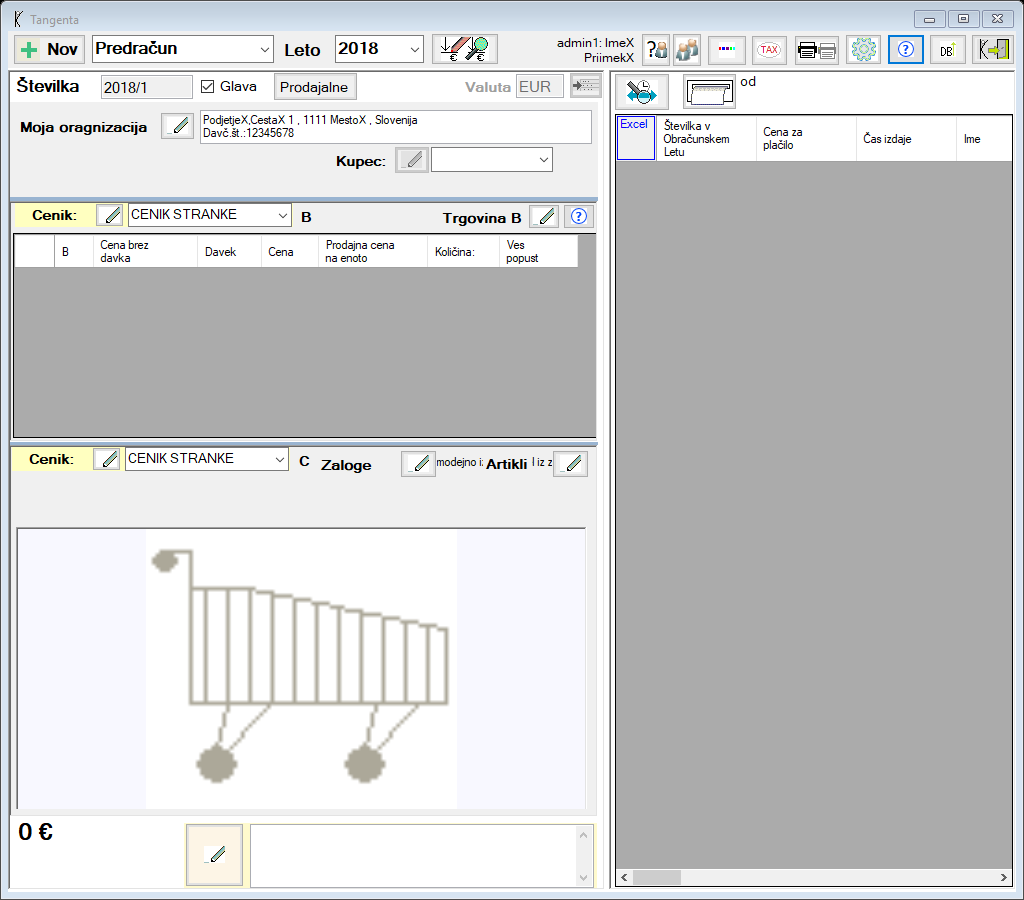 Tangenta
Nov
Predračun
Leto
2018
€
€
admin1: ImeX
PriimekX
TAX
DB
Številka
2018/1
Glava
Prodajalne
Valuta
EUR
Moja oragnizacija
PodjetjeX,CestaX 1 , 1111 MestoX , Slovenija
Davč.št.:12345678
Kupec:
Cenik:
CENIK STRANKE
B
Trgovina B
B
Cena brez
davka
Davek
Cena
Prodajna cena
na enoto
Količina:
Ves
popust
Cenik:
CENIK STRANKE
C
Zaloge
modejno i:
Artikli
l iz z
0 €
od
Excel
Številka v
Obračunskem
Letu
Cena za
plačilo
Čas izdaje
Ime